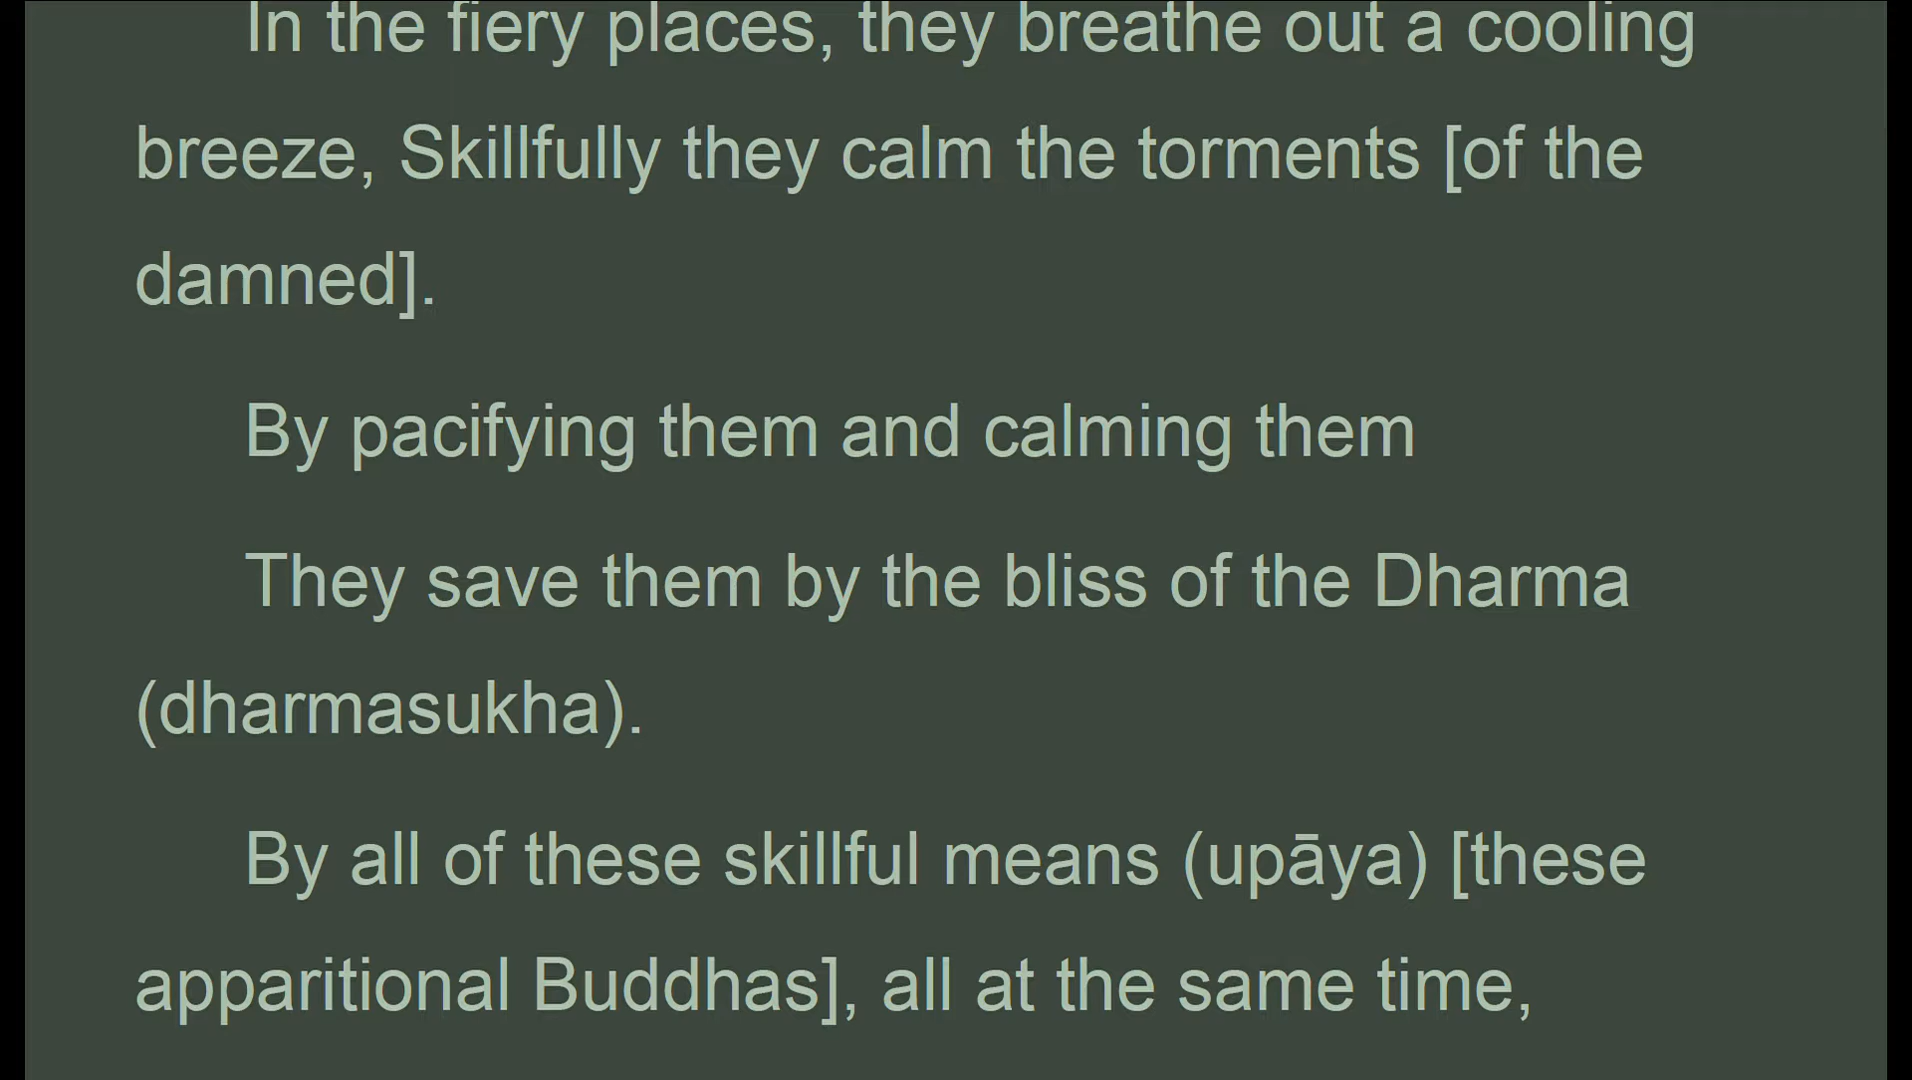 In the fiery places, they breathe out a cooling
breeze, Skillfully they calm the torments [of the
damned].
By pacifying them and calming them
They save them by the bliss of the Dharma
(dharmasukha).
By all of these skillful means (upāya) [these
apparitional Buddhas], all at the same time,